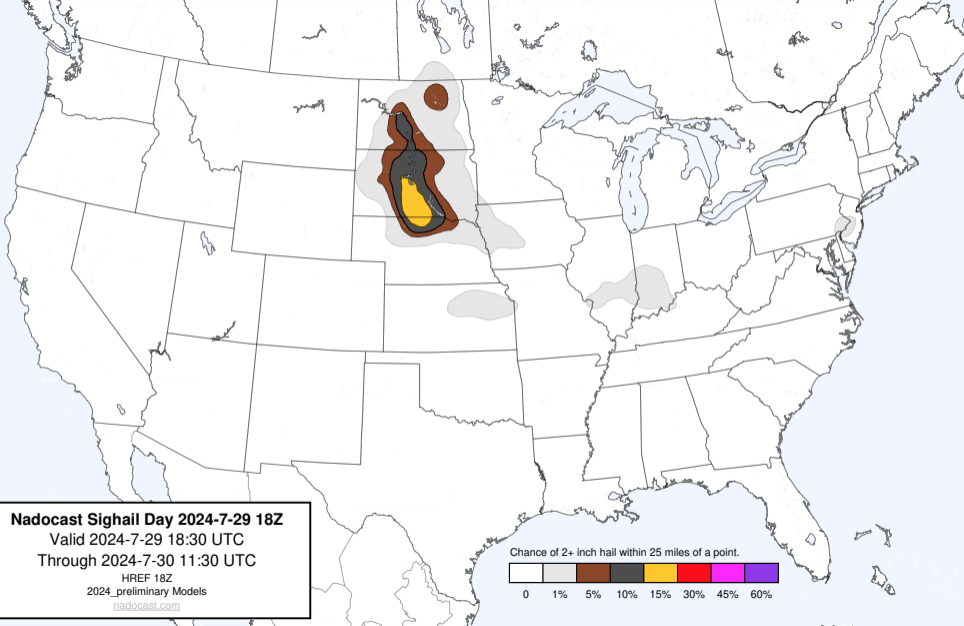 Nadocast Sighail Day 2024-7-29 18Z
Valid 2024-7-29 18:30 UTC
Through 2024-7-30 11:30 UTC
HREF 18Z
2024_preliminary Models
nadocast.com
Chance of 2+ inch hail within 25 miles of a point.
0 1% 5% 10% 15% 30% 45% 60%